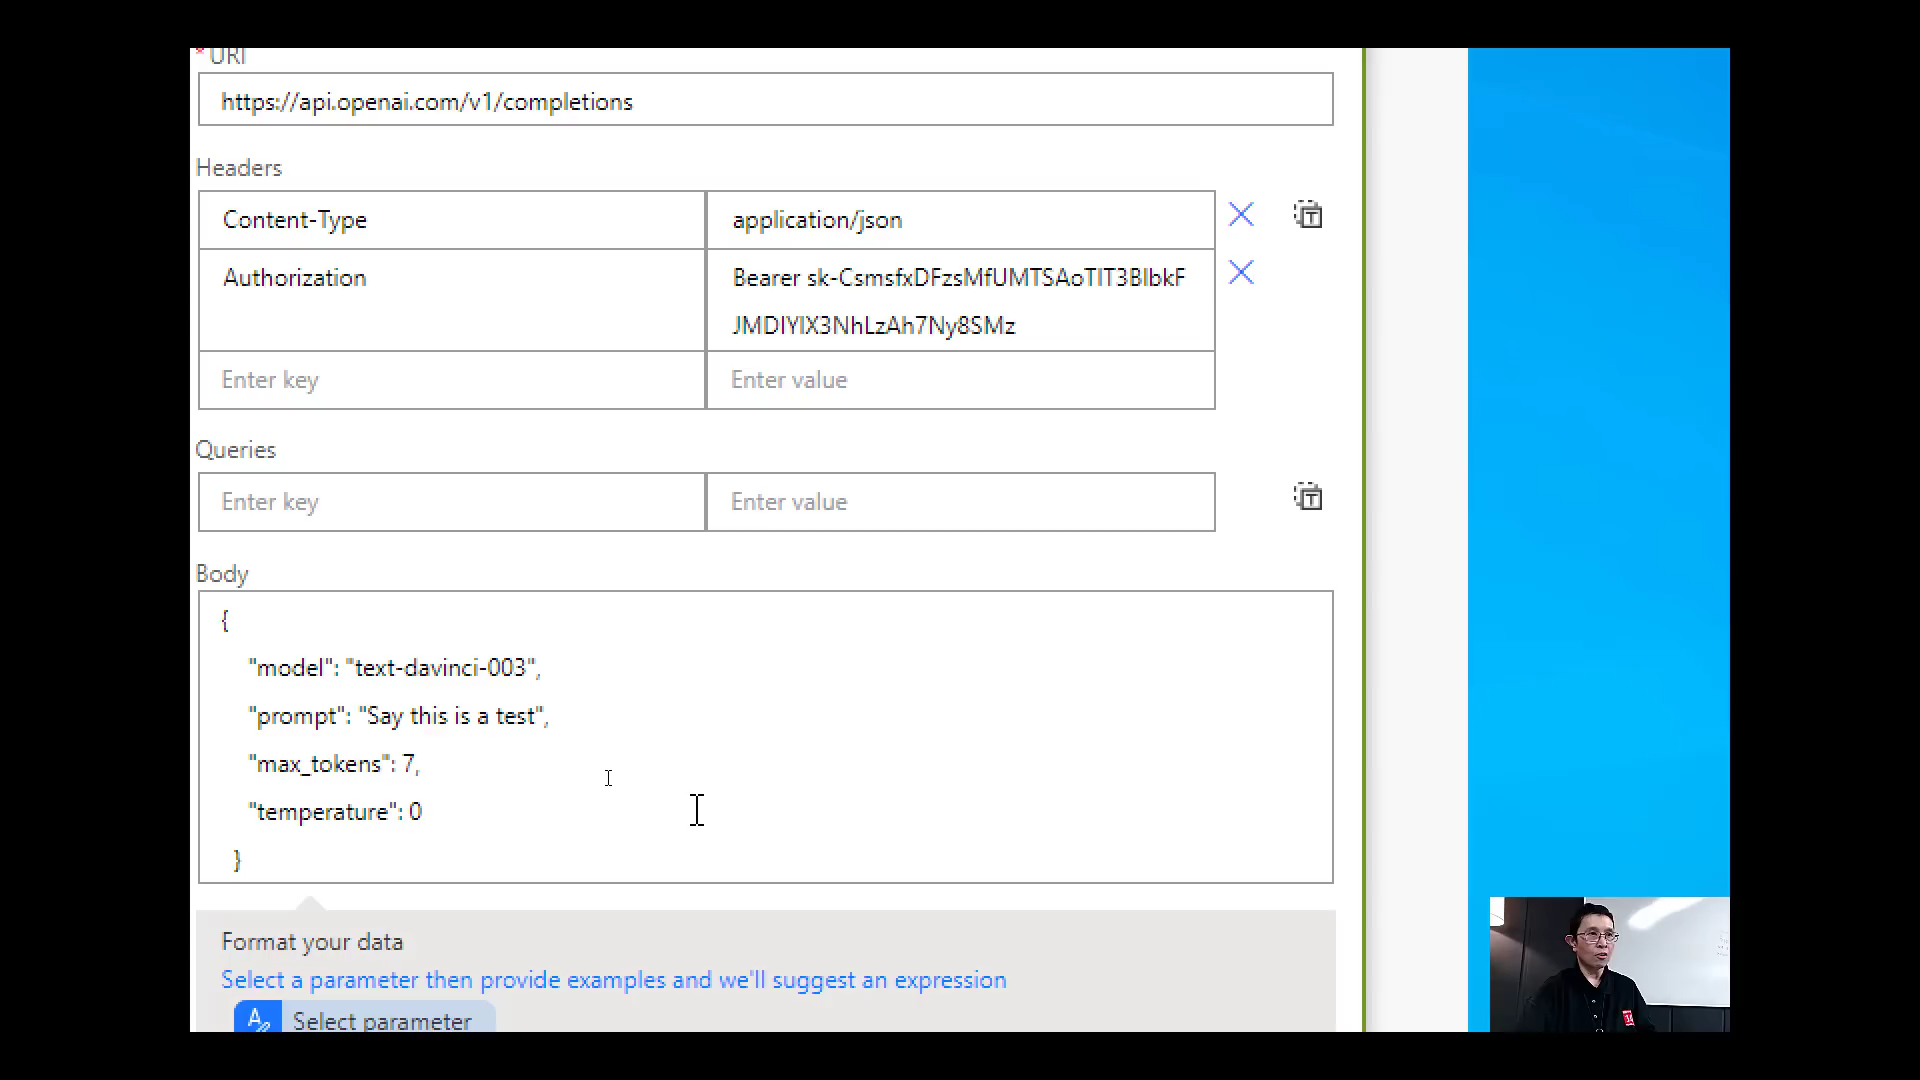 * URI
https://api.openai.com/v1/completions
Headers
Content-Type
application/json
Authorization
Bearer sk-CsmsfxDFzsMfUMTSAoTIT3BlbkF
JMDIYIX3NhLzAh7Ny8SMz
Enter key
Enter value
Queries
Enter key
Enter value
Body
{
"model": "text-davinci-003",
"prompt": "Say this is a test",
"max_tokens": 7,
"temperature": 0
}
Format your data
Select a parameter then provide examples and we'll suggest an expression
Select parameter